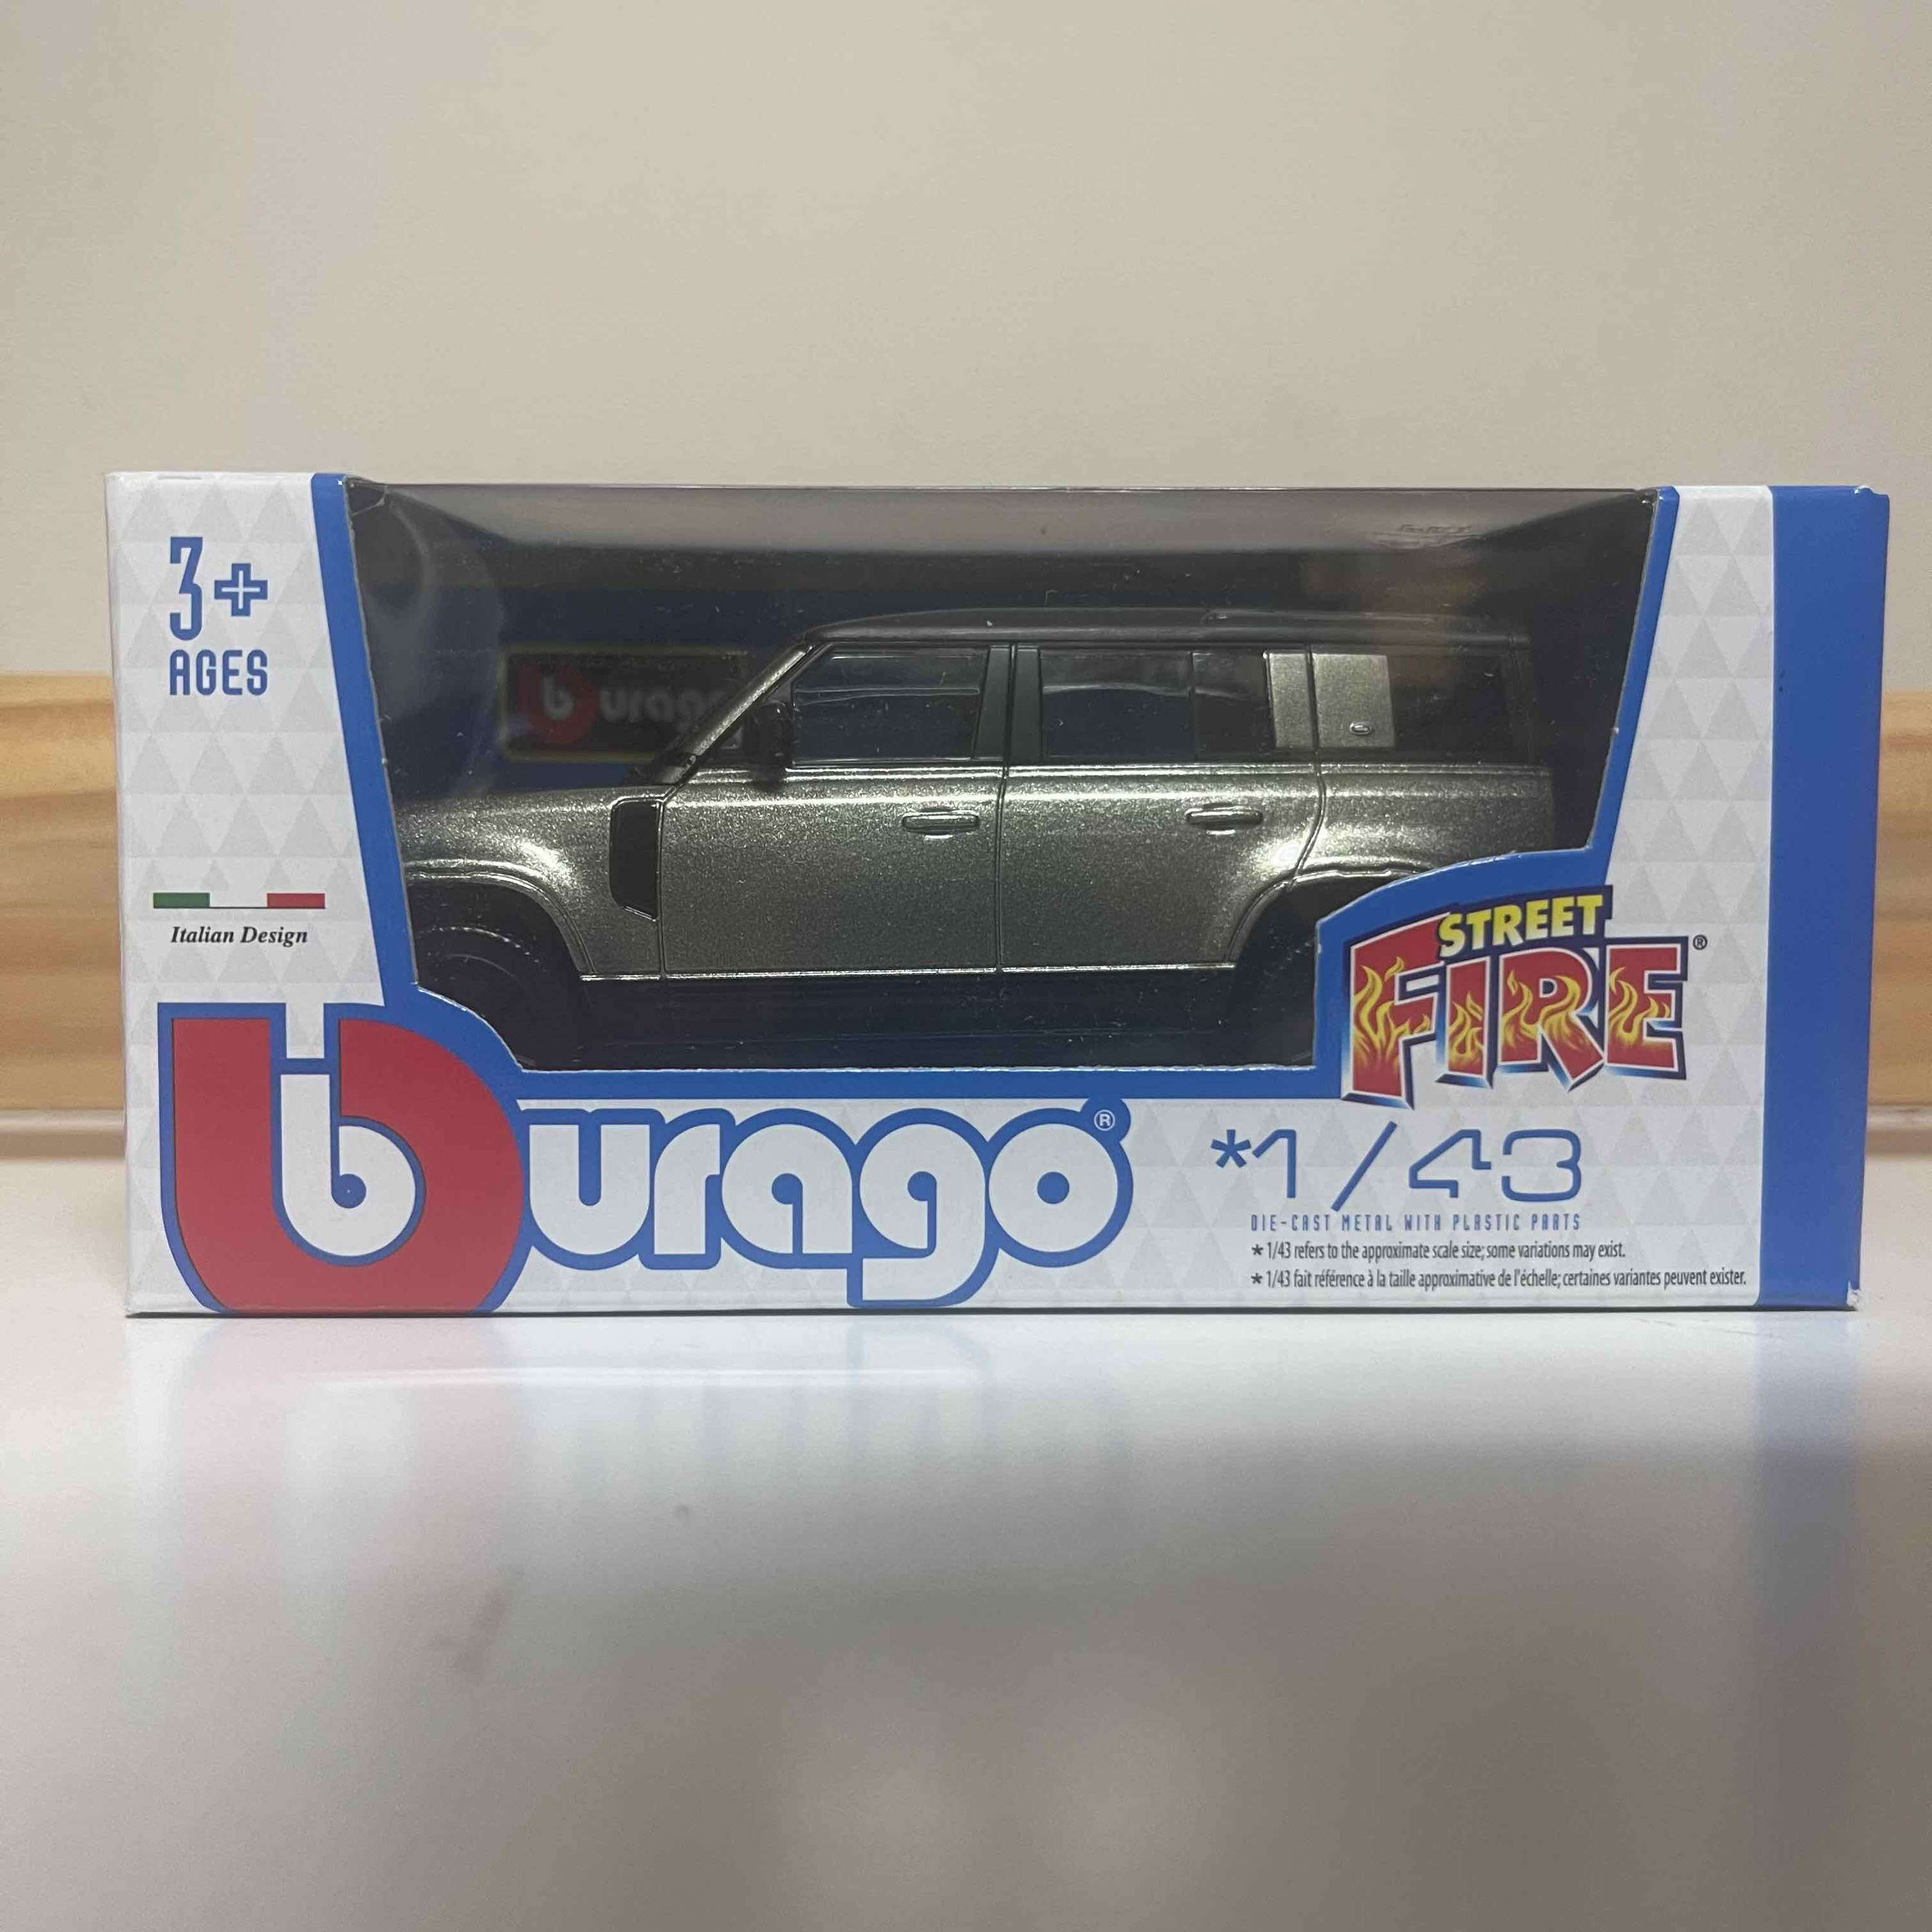 3+
AGES
burago
Italian Design
STREET
FIRE®
burago®
*1/43
DIE-CAST METAL WITH PLASTIC PARTS
* 1/43 refers to the approximate scale size; some variations may exist.
* 1/43 fait référence à la taille approximative de l'échelle; certaines variantes peuvent exister.